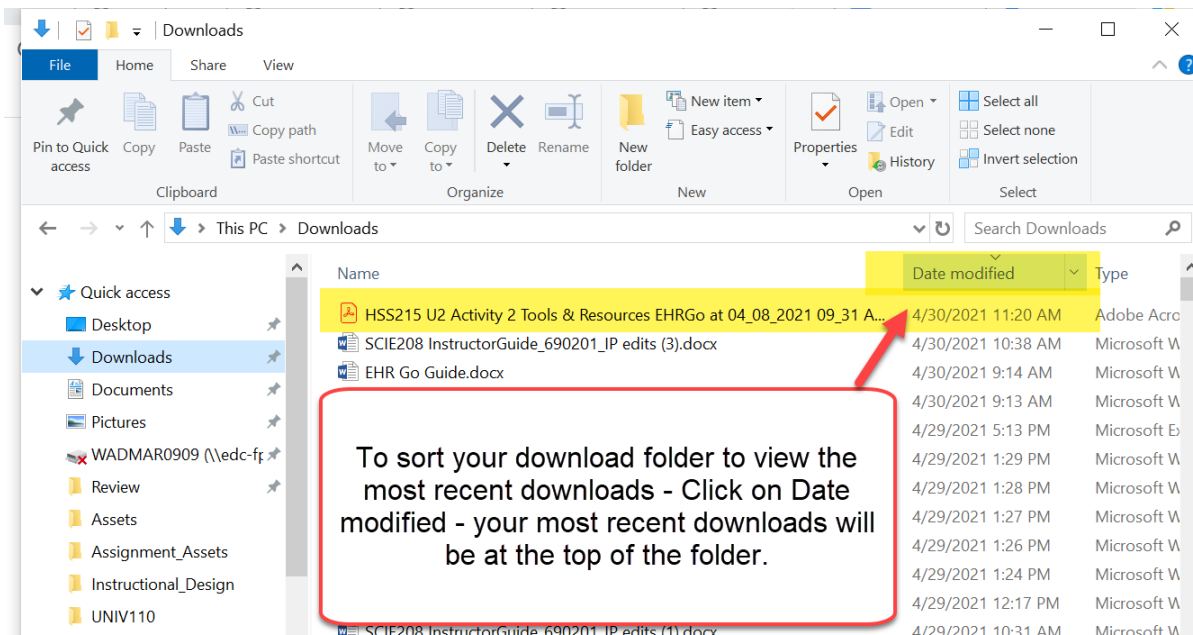 Downloads
File Home Share View
Pin to Quick access
Copy
Paste
Cut
Copy path
Paste shortcut
Move to
Copy to
Delete
Rename
New folder
New item
Easy access
Properties
Open
Edit
History
Select all
Select none
Invert selection
Clipboard Organize New Open Select
This PC > Downloads
Search Downloads
Name Date modified Type
Quick access
Desktop
Downloads
Documents
Pictures
WADMAR0909 (\\edc-fp
Review
Assets
Assignment_Assets
Instructional_Design
UNIV110
HSS215 U2 Activity 2 Tools & Resources EHRGo at 04_08_2021 09_31 A... 4/30/2021 11:20 AM Adobe Acro
SCIE208 InstructorGuide_690201_IP edits (3).docx 4/30/2021 10:38 AM Microsoft W
EHR Go Guide.docx 4/30/2021 9:14 AM Microsoft W
4/30/2021 9:13 AM Microsoft W
4/29/2021 5:13 PM Microsoft Ex
4/29/2021 1:29 PM Microsoft W
4/29/2021 1:28 PM Microsoft W
4/29/2021 1:27 PM Microsoft W
4/29/2021 1:26 PM Microsoft W
4/29/2021 1:24 PM Microsoft W
4/29/2021 12:17 PM Microsoft W
SCIE208 InstructorGuide_690201_IP edits (1).docx 4/29/2021 10:31 AM Microsoft W
To sort your download folder to view the
most recent downloads - Click on Date
modified - your most recent downloads will
be at the top of the folder.